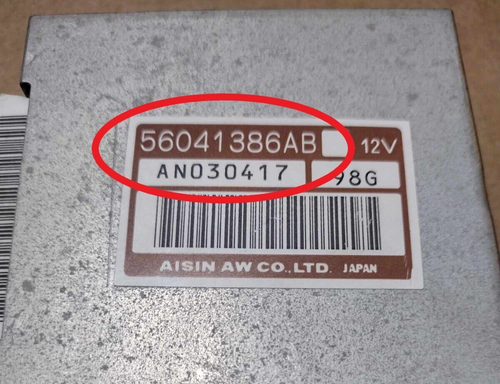 56041386AB 12V
AN030417 98G
AISIN AW CO.,LTD. JAPAN